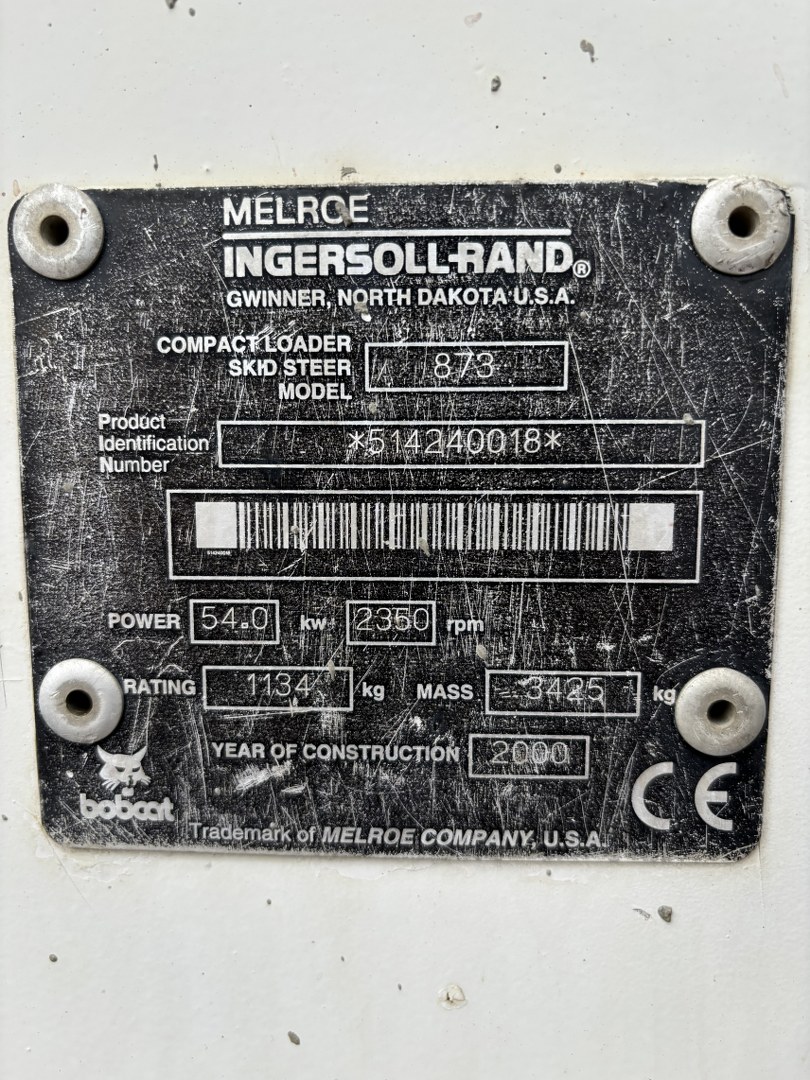 MELROE
INGERSOLL-RAND®
GWINNER, NORTH DAKOTA U.S.A.
COMPACT LOADER
SKID STEER
MODEL 873
Product
Identification
Number *514240018*
POWER 54.0 kw 2350 rpm
RATING 1134 kg MASS 3425 kg
YEAR OF CONSTRUCTION 2000
bobcat
CE
Trademark of MELROE COMPANY, U.S.A.